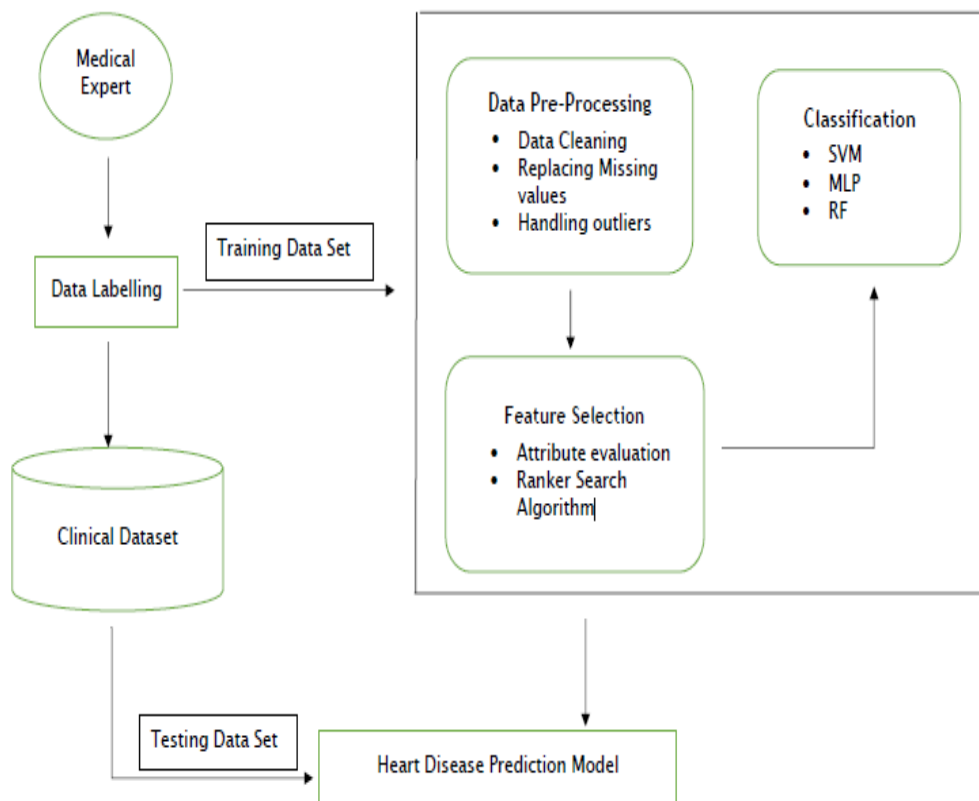 Medical
Expert
Data Labelling
Training Data Set
Clinical Dataset
Testing Data Set
Data Pre-Processing
• Data Cleaning
• Replacing Missing
values
• Handling outliers
Feature Selection
• Attribute evaluation
• Ranker Search
Algorithm
Classification
• SVM
• MLP
• RF
Heart Disease Prediction Model